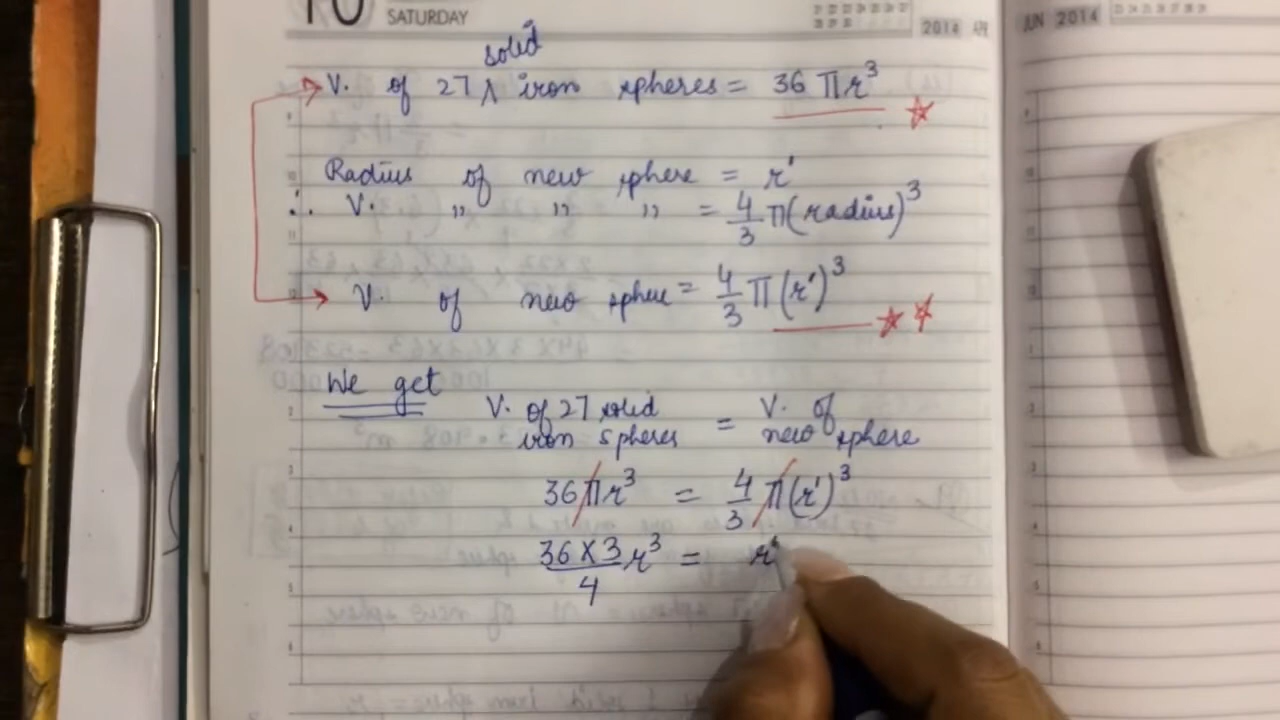 10 SATURDAY
2014 AP
JUN 2014
solid
V. of 27 ⅄ iron spheres = 36 πr³
Radius of new sphere = r'
∴ V. " " " = 4/3 π(radius)³
V. of new sphere = 4/3 π(r')³
We get
V. of 27 solid iron spheres = V. of new sphere
36πr³ = 4/3 π(r')³
36×3/4 r³ = r'